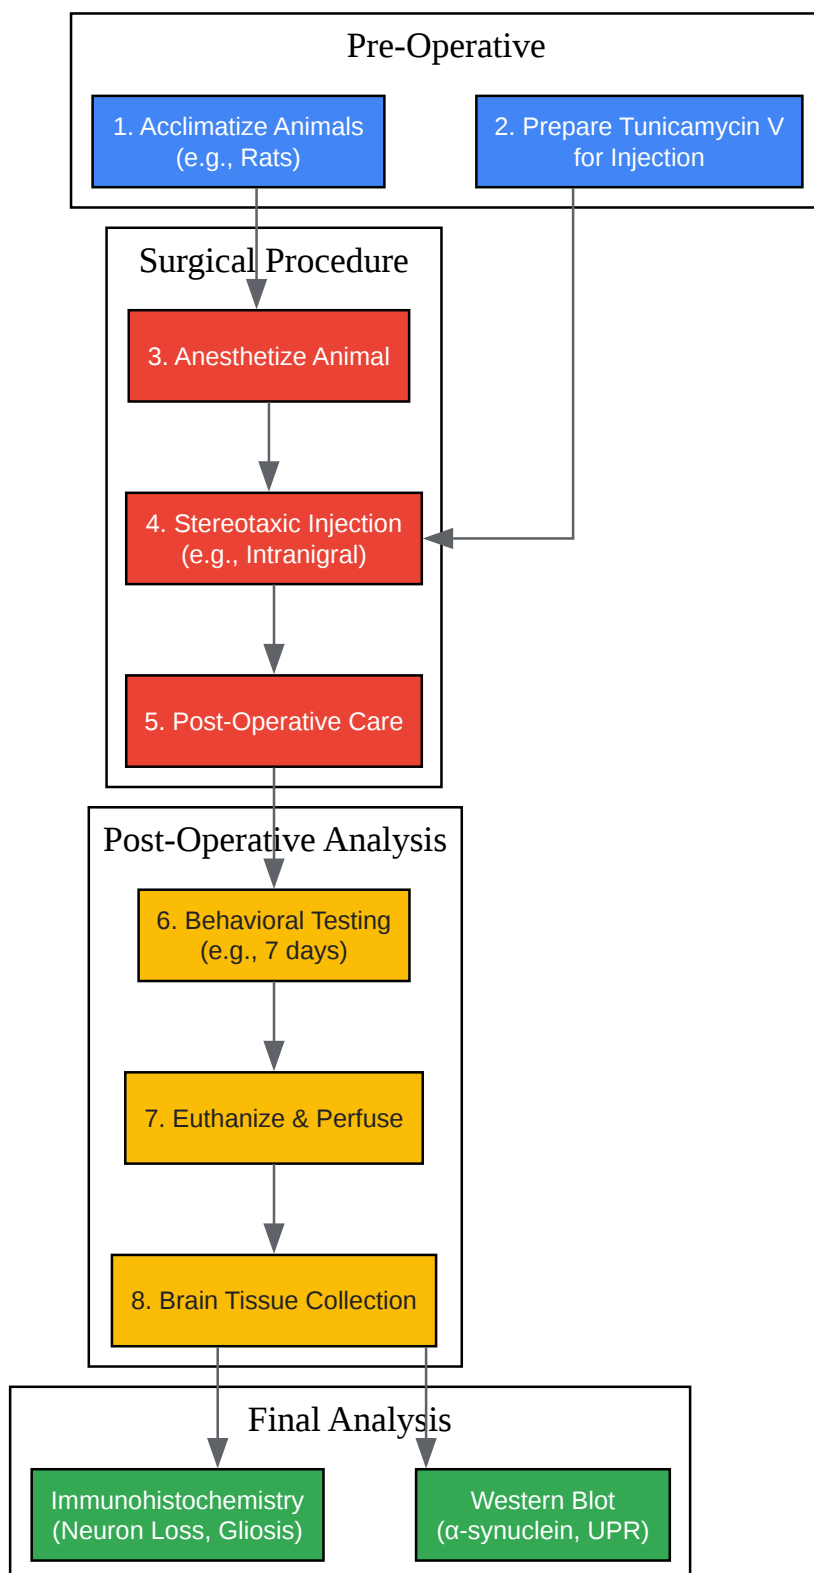 Pre-Operative
1. Acclimatize Animals
(e.g., Rats)
2. Prepare Tunicamycin V
for Injection
Surgical Procedure
3. Anesthetize Animal
4. Stereotaxic Injection
(e.g., Intranigral)
5. Post-Operative Care
Post-Operative Analysis
6. Behavioral Testing
(e.g., 7 days)
7. Euthanize & Perfuse
8. Brain Tissue Collection
Final Analysis
Immunohistochemistry
(Neuron Loss, Gliosis)
Western Blot
(α-synuclein, UPR)